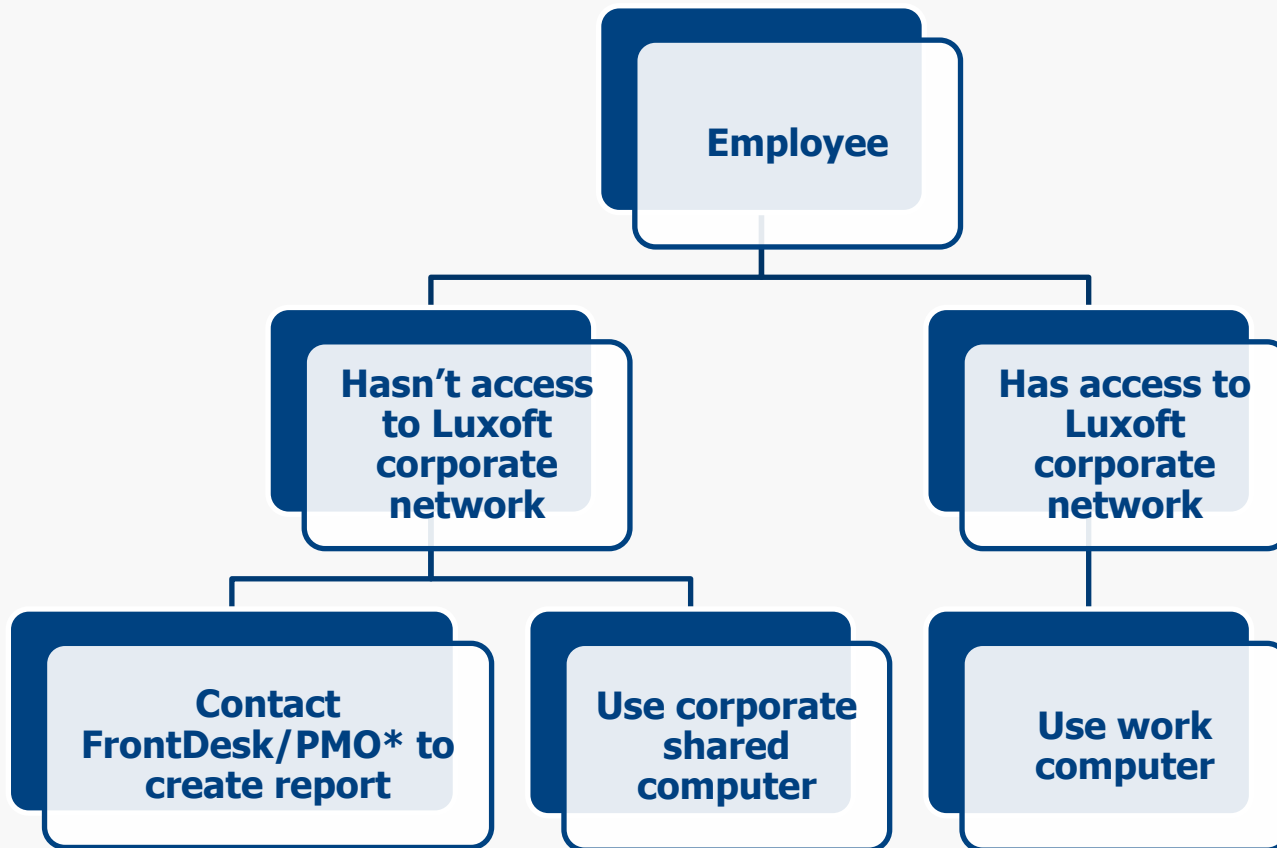 Employee
Hasn’t access
to Luxoft
corporate
network
Has access to
Luxoft
corporate
network
Contact
FrontDesk/PMO* to
create report
Use corporate
shared
computer
Use work
computer